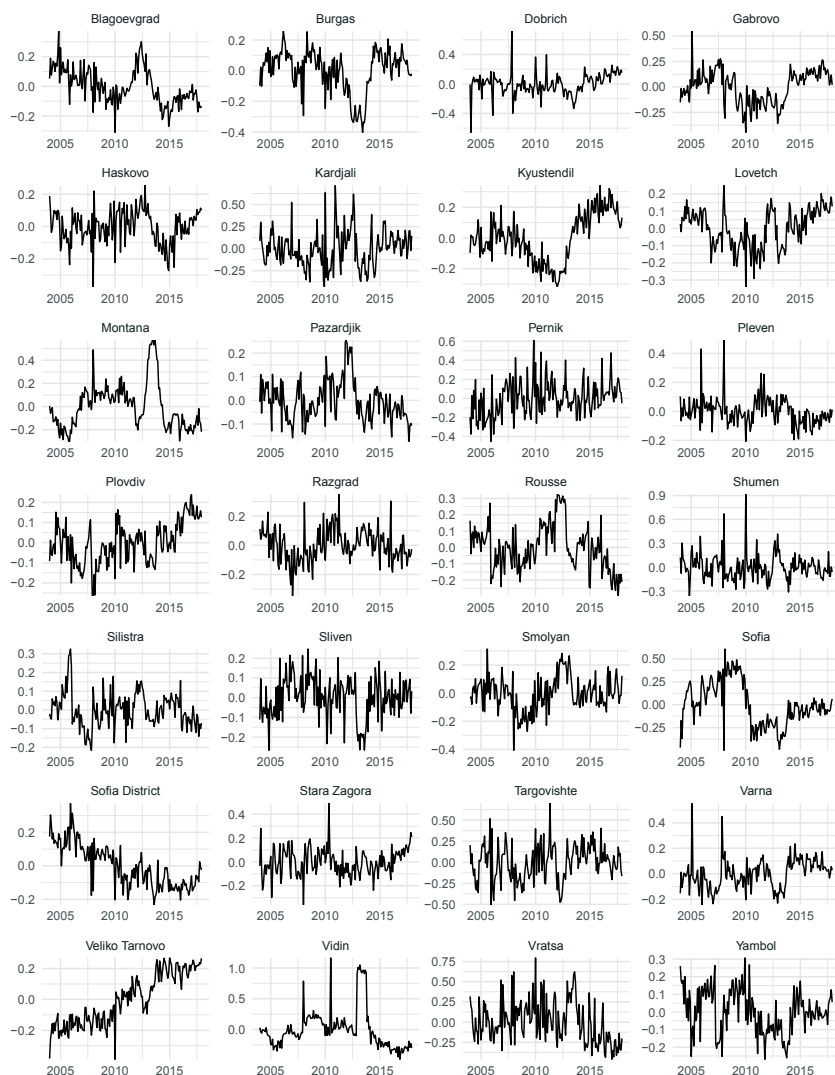 Blagoevgrad Burgas Dobrich Gabrovo
0.2 0.0 −0.2 0.2 0.0 −0.2 −0.4 0.4 0.0 −0.4 0.50 0.25 0.00 −0.25
2005 2010 2015 2005 2010 2015 2005 2010 2015 2005 2010 2015
Haskovo Kardjali Kyustendil Lovetch
0.2 0.0 −0.2 0.50 0.25 0.00 −0.25 0.2 0.0 −0.2 0.2 0.1 0.0 −0.1 −0.2 −0.3
2005 2010 2015 2005 2010 2015 2005 2010 2015 2005 2010 2015
Montana Pazardjik Pernik Pleven
0.4 0.2 0.0 −0.2 0.2 0.1 0.0 −0.1 0.6 0.4 0.2 0.0 −0.2 −0.4 0.4 0.2 0.0 −0.2
2005 2010 2015 2005 2010 2015 2005 2010 2015 2005 2010 2015
Plovdiv Razgrad Rousse Shumen
0.2 0.1 0.0 −0.1 −0.2 0.2 0.0 −0.2 0.3 0.2 0.1 0.0 −0.1 −0.2 0.9 0.6 0.3 0.0 −0.3
2005 2010 2015 2005 2010 2015 2005 2010 2015 2005 2010 2015
Silistra Sliven Smolyan Sofia
0.3 0.2 0.1 0.0 −0.1 −0.2 0.2 0.1 0.0 −0.1 −0.2 0.2 0.0 −0.2 −0.4 0.50 0.25 0.00 −0.25
2005 2010 2015 2005 2010 2015 2005 2010 2015 2005 2010 2015
Sofia District Stara Zagora Targovishte Varna
0.2 0.0 −0.2 0.4 0.2 0.0 −0.2 0.50 0.25 0.00 −0.25 −0.50 0.4 0.2 0.0 −0.2
2005 2010 2015 2005 2010 2015 2005 2010 2015 2005 2010 2015
Veliko Tarnovo Vidin Vratsa Yambol
0.2 0.0 −0.2 1.0 0.5 0.0 0.75 0.50 0.25 0.00 −0.25 0.3 0.2 0.1 0.0 −0.1 −0.2
2005 2010 2015 2005 2010 2015 2005 2010 2015 2005 2010 2015